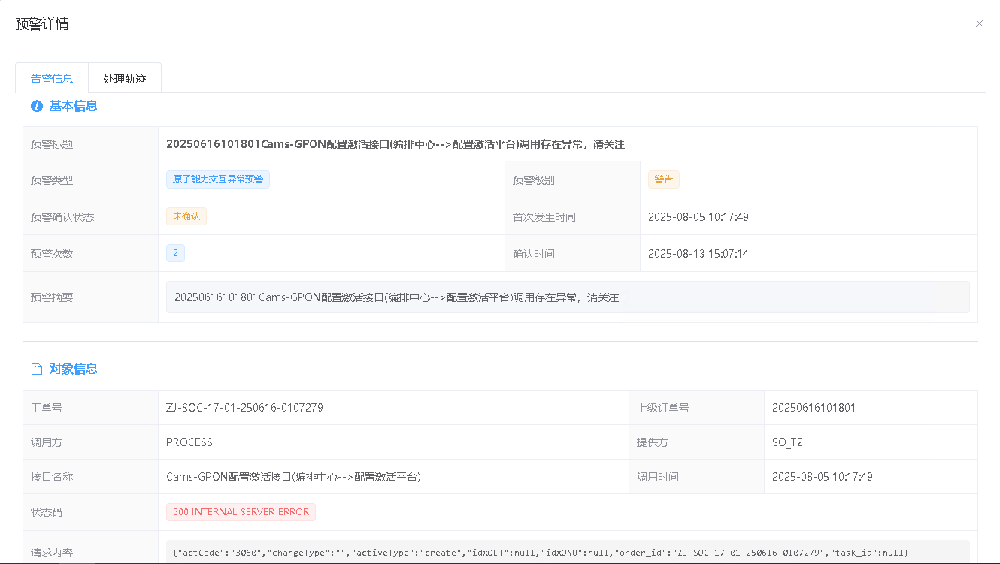 预警详情
告警信息 处理轨迹
基本信息
预警标题 20250616101801Cams-GPON配置激活接口(编排中心-->配置激活平台)调用存在异常，请关注
预警类型 原子能力交互异常预警 预警级别 警告
预警确认状态 未确认 首次发生时间 2025-08-05 10:17:49
预警次数 2 确认时间 2025-08-13 15:07:14
预警摘要 20250616101801Cams-GPON配置激活接口(编排中心-->配置激活平台)调用存在异常，请关注
对象信息
工单号 ZJ-SOC-17-01-250616-0107279 上级订单号 20250616101801
调用方 PROCESS 提供方 SO_T2
接口名称 Cams-GPON配置激活接口(编排中心-->配置激活平台) 调用时间 2025-08-05 10:17:49
状态码 500 INTERNAL_SERVER_ERROR
请求内容 {"actCode":"3060","changeType":"","activeType":"create","idxOLT":null,"idxONU":null,"order_id":"ZJ-SOC-17-01-250616-0107279","task_id":null}